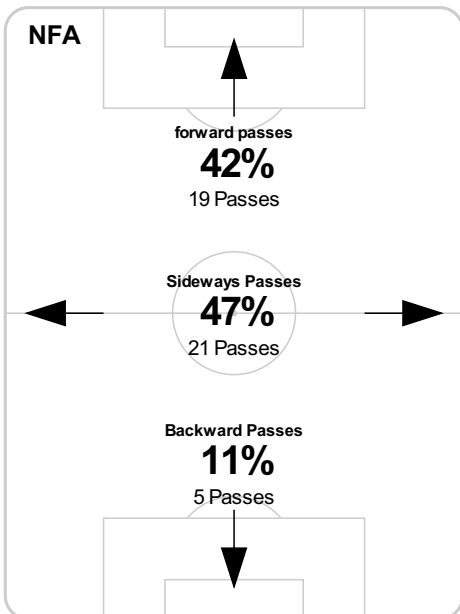 NFA
forward passes
42%
19 Passes
Sideways Passes
47%
21 Passes
Backward Passes
11%
5 Passes